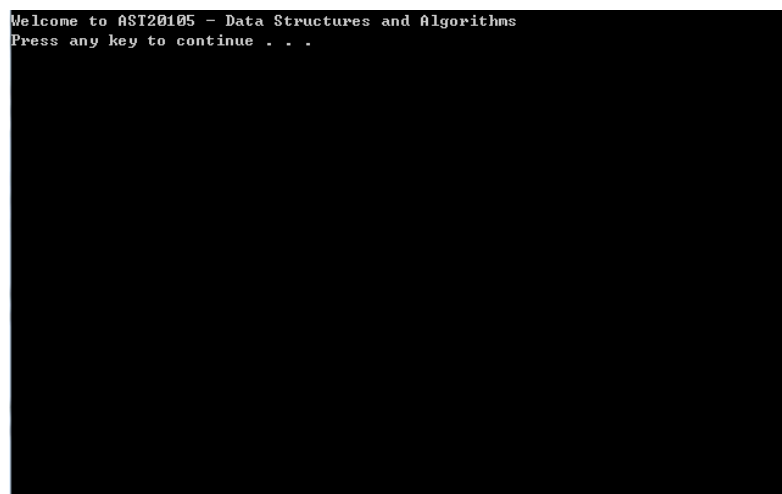 Welcome to AST20105 - Data Structures and Algorithms
Press any key to continue . . .